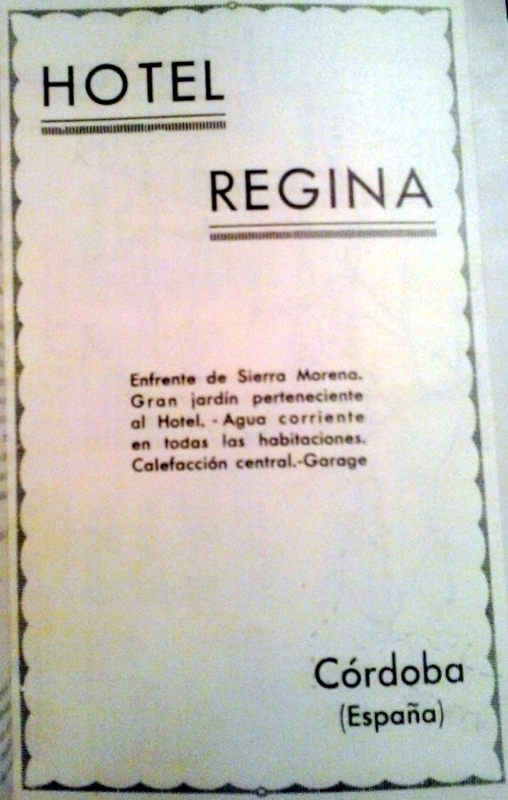 HOTEL
REGINA
Enfrente de Sierra Morena.
Gran jardín perteneciente
al Hotel. - Agua corriente
en todas las habitaciones.
Calefacción central.-Garage
Córdoba
(España)